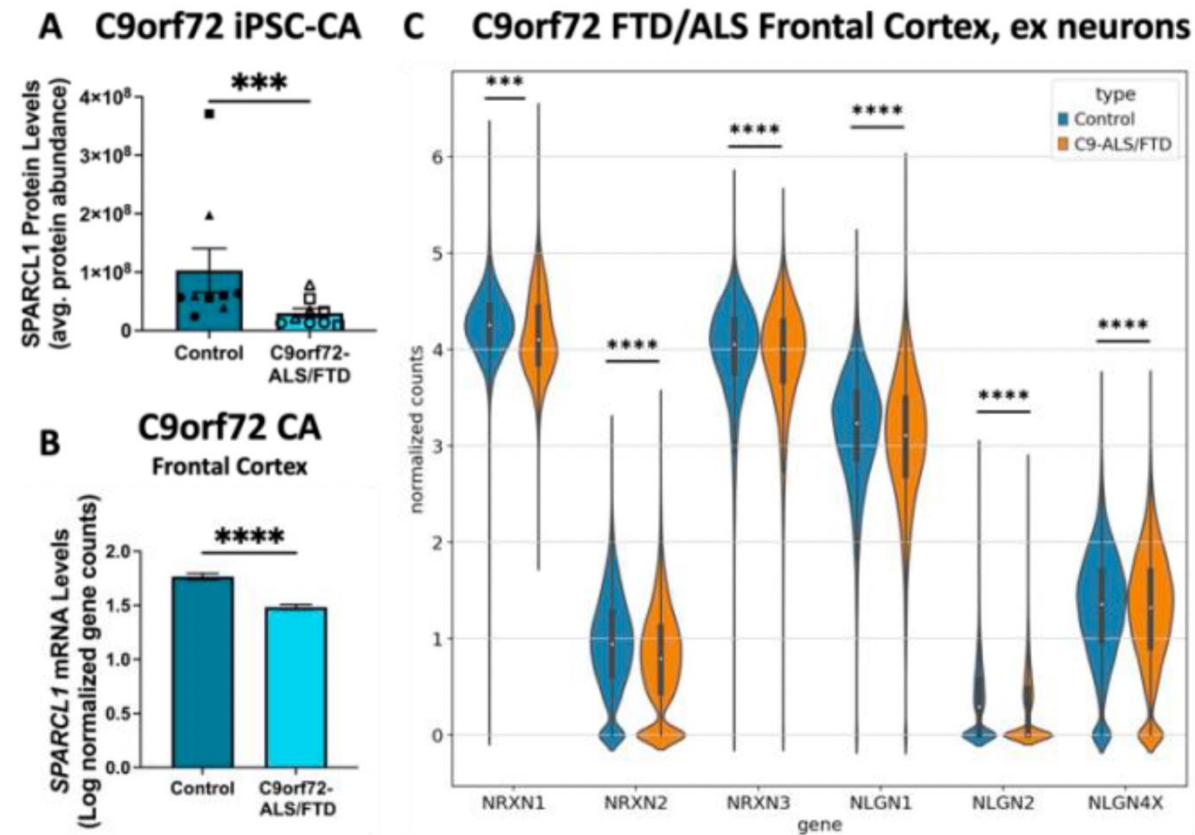 A C9orf72 iPSC-CA
SPARCL1 Protein Levels
(avg. protein abundance)
***
4×10⁸
3×10⁸
2×10⁸
1×10⁸
0
Control
C9orf72-
ALS/FTD
B C9orf72 CA
Frontal Cortex
SPARCL1 mRNA Levels
(Log normalized gene counts)
****
2.0
1.5
1.0
0.5
0.0
Control
C9orf72-
ALS/FTD
C C9orf72 FTD/ALS Frontal Cortex, ex neurons
type
Control
C9-ALS/FTD
***
****
****
****
****
****
normalized counts
6
5
4
3
2
1
0
NRXN1 NRXN2 NRXN3 NLGN1 NLGN2 NLGN4X
gene